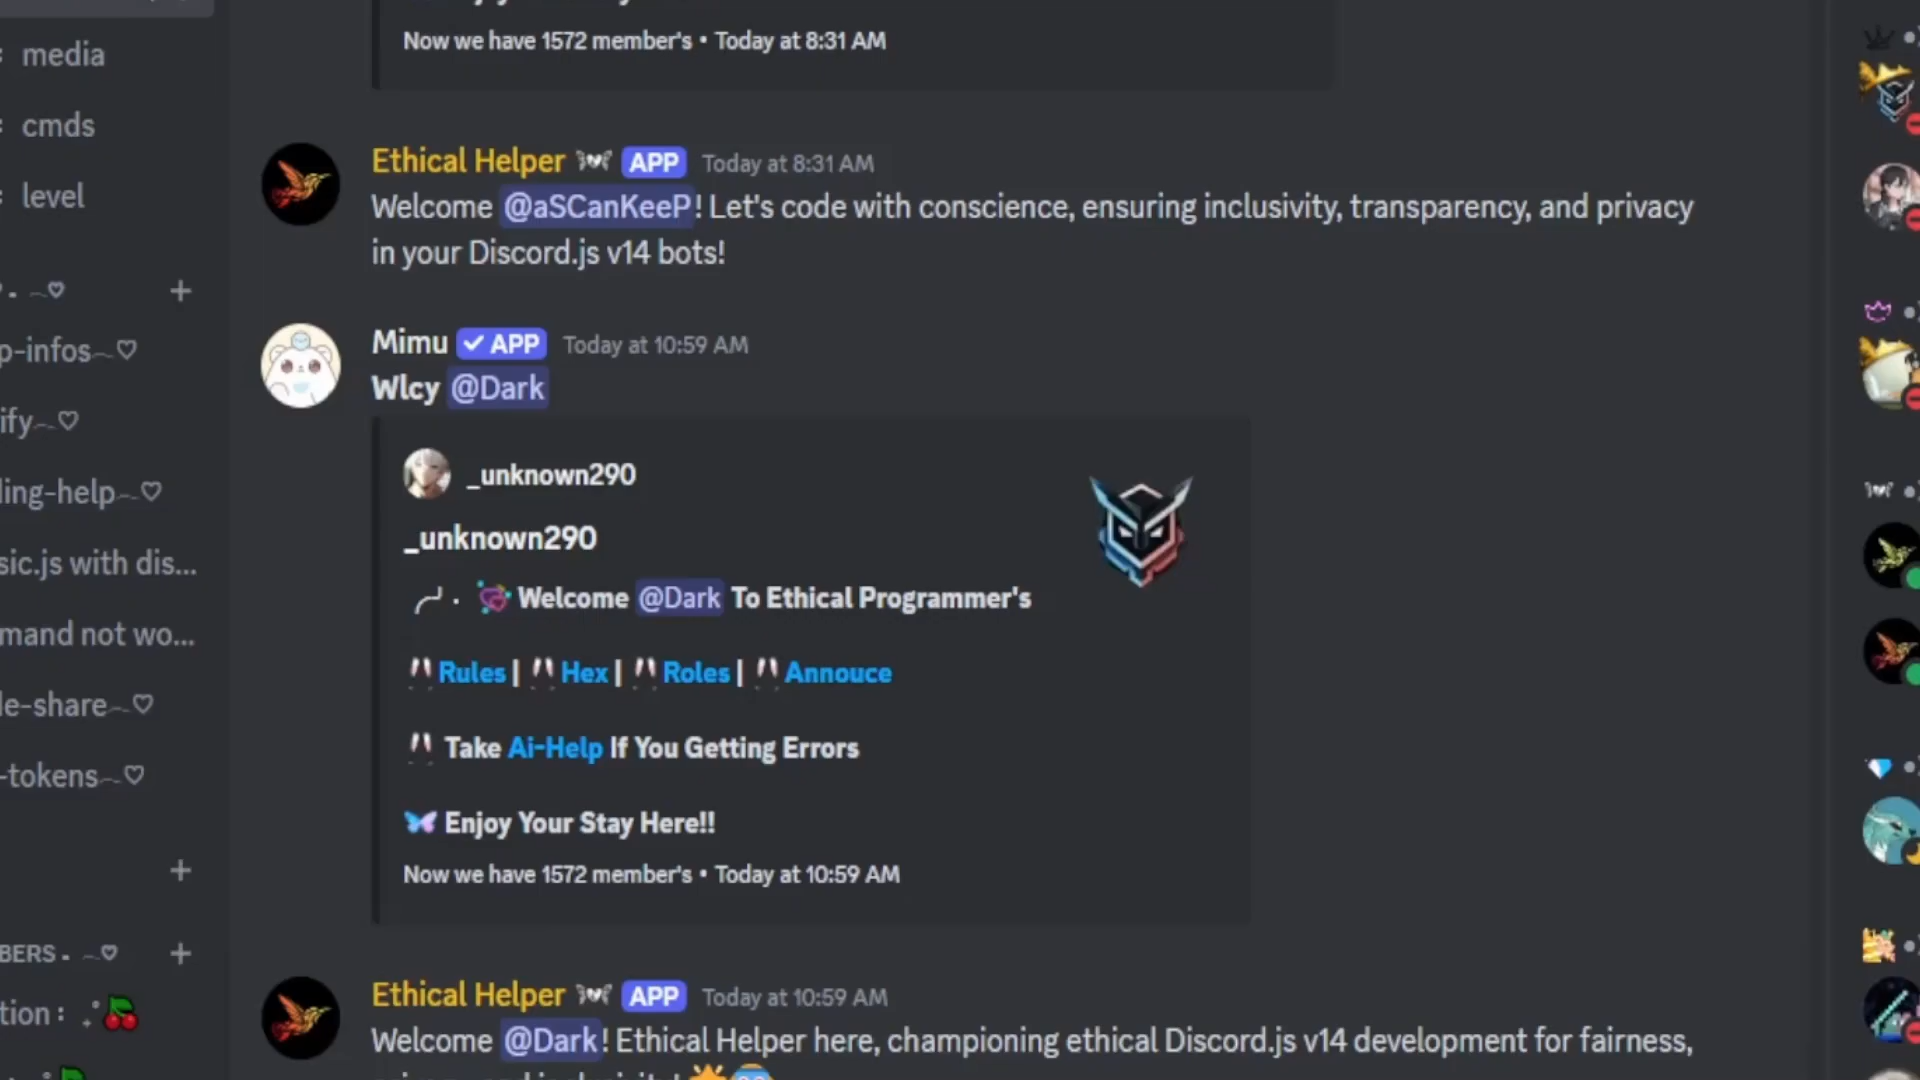 Now we have 1572 member's • Today at 8:31 AM
media
cmds
level
Ethical Helper APP Today at 8:31 AM
Welcome @aSCanKeeP! Let's code with conscience, ensuring inclusivity, transparency, and privacy
in your Discord.js v14 bots!
p-infos
ify
ling-help
sic.js with dis...
mand not wo...
le-share
-tokens
BERS .
tion :
Mimu APP Today at 10:59 AM
Wlcy @Dark
_unknown290
_unknown290
Welcome @Dark To Ethical Programmer's
Rules | Hex | Roles | Annouce
Take Ai-Help If You Getting Errors
Enjoy Your Stay Here!!
Now we have 1572 member's • Today at 10:59 AM
Ethical Helper APP Today at 10:59 AM
Welcome @Dark! Ethical Helper here, championing ethical Discord.js v14 development for fairness,